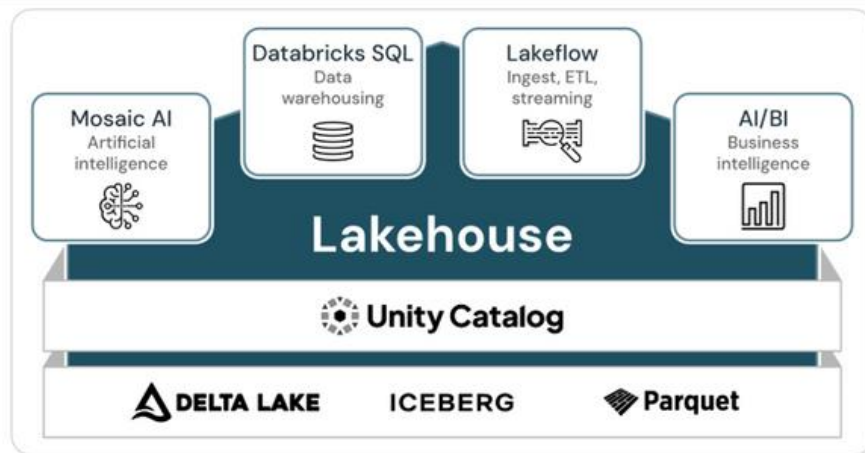 Mosaic AI
Artificial
intelligence
Databricks SQL
Data
warehousing
Lakeflow
Ingest, ETL,
streaming
AI/BI
Business
intelligence
Lakehouse
Unity Catalog
DELTA LAKE
ICEBERG
Parquet